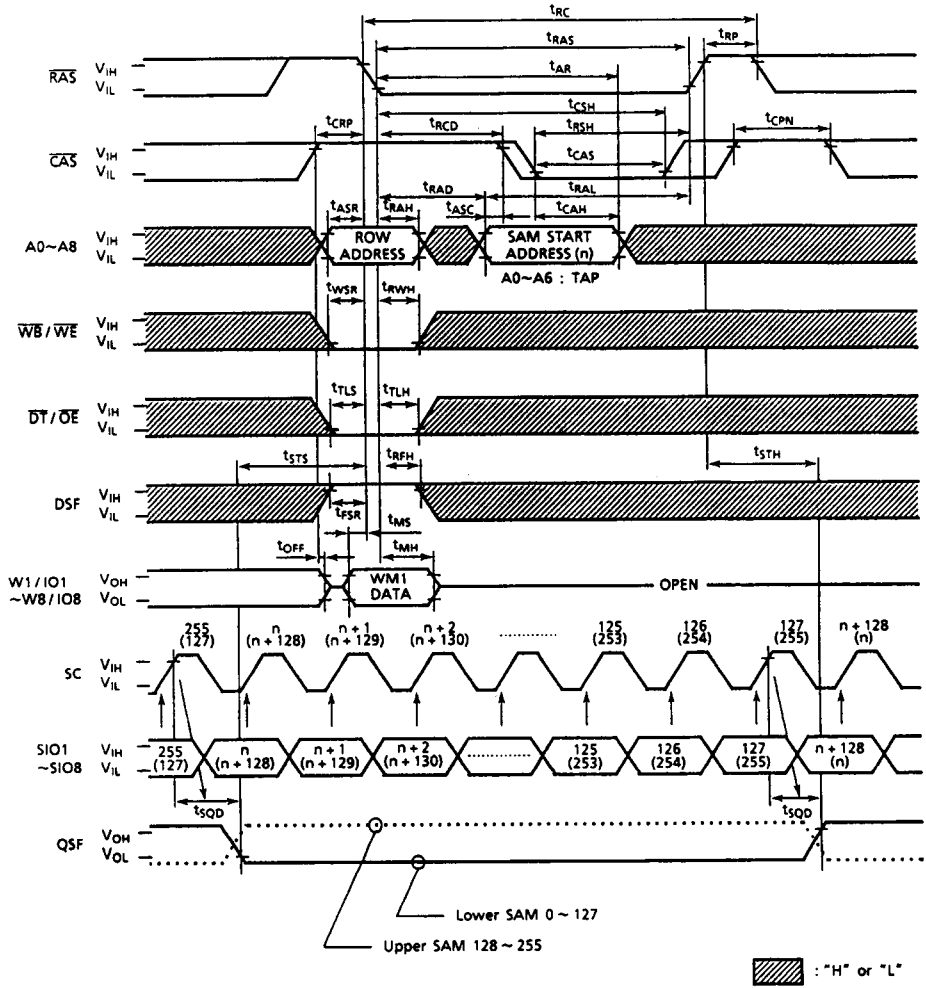 tRC
tRAS
tRP
RAS
VIH
VIL
tAR
tCSH
tCRP
tRCD
tRSH
tCPN
CAS
VIH
VIL
tCAS
tRAD
tRAL
tASR
tRAH
tASC
tCAH
A0~A8
VIH
VIL
ROW
ADDRESS
SAM START
ADDRESS (n)
A0~A6 : TAP
tWSR
tRWH
WB / WE
VIH
VIL
tTLS
tTLH
DT / OE
VIH
VIL
tSTS
tRFH
tSTH
DSF
VIH
VIL
tFSR
tMS
tOFF
tMH
W1 / IO1
~W8 / IO8
VOH
VOL
WM1
DATA
OPEN
255
(127)
n
(n + 128)
n + 1
(n + 129)
n + 2
(n + 130)
..........
125
(253)
126
(254)
127
(255)
n + 128
(n)
SC
VIH
VIL
SIO1
~SIO8
VIH
VIL
255
(127)
n
(n + 128)
n + 1
(n + 129)
n + 2
(n + 130)
..........
125
(253)
126
(254)
127
(255)
n + 128
(n)
tSQD
tSQD
QSF
VOH
VOL
Lower SAM 0 ~ 127
Upper SAM 128 ~ 255
: "H" or "L"